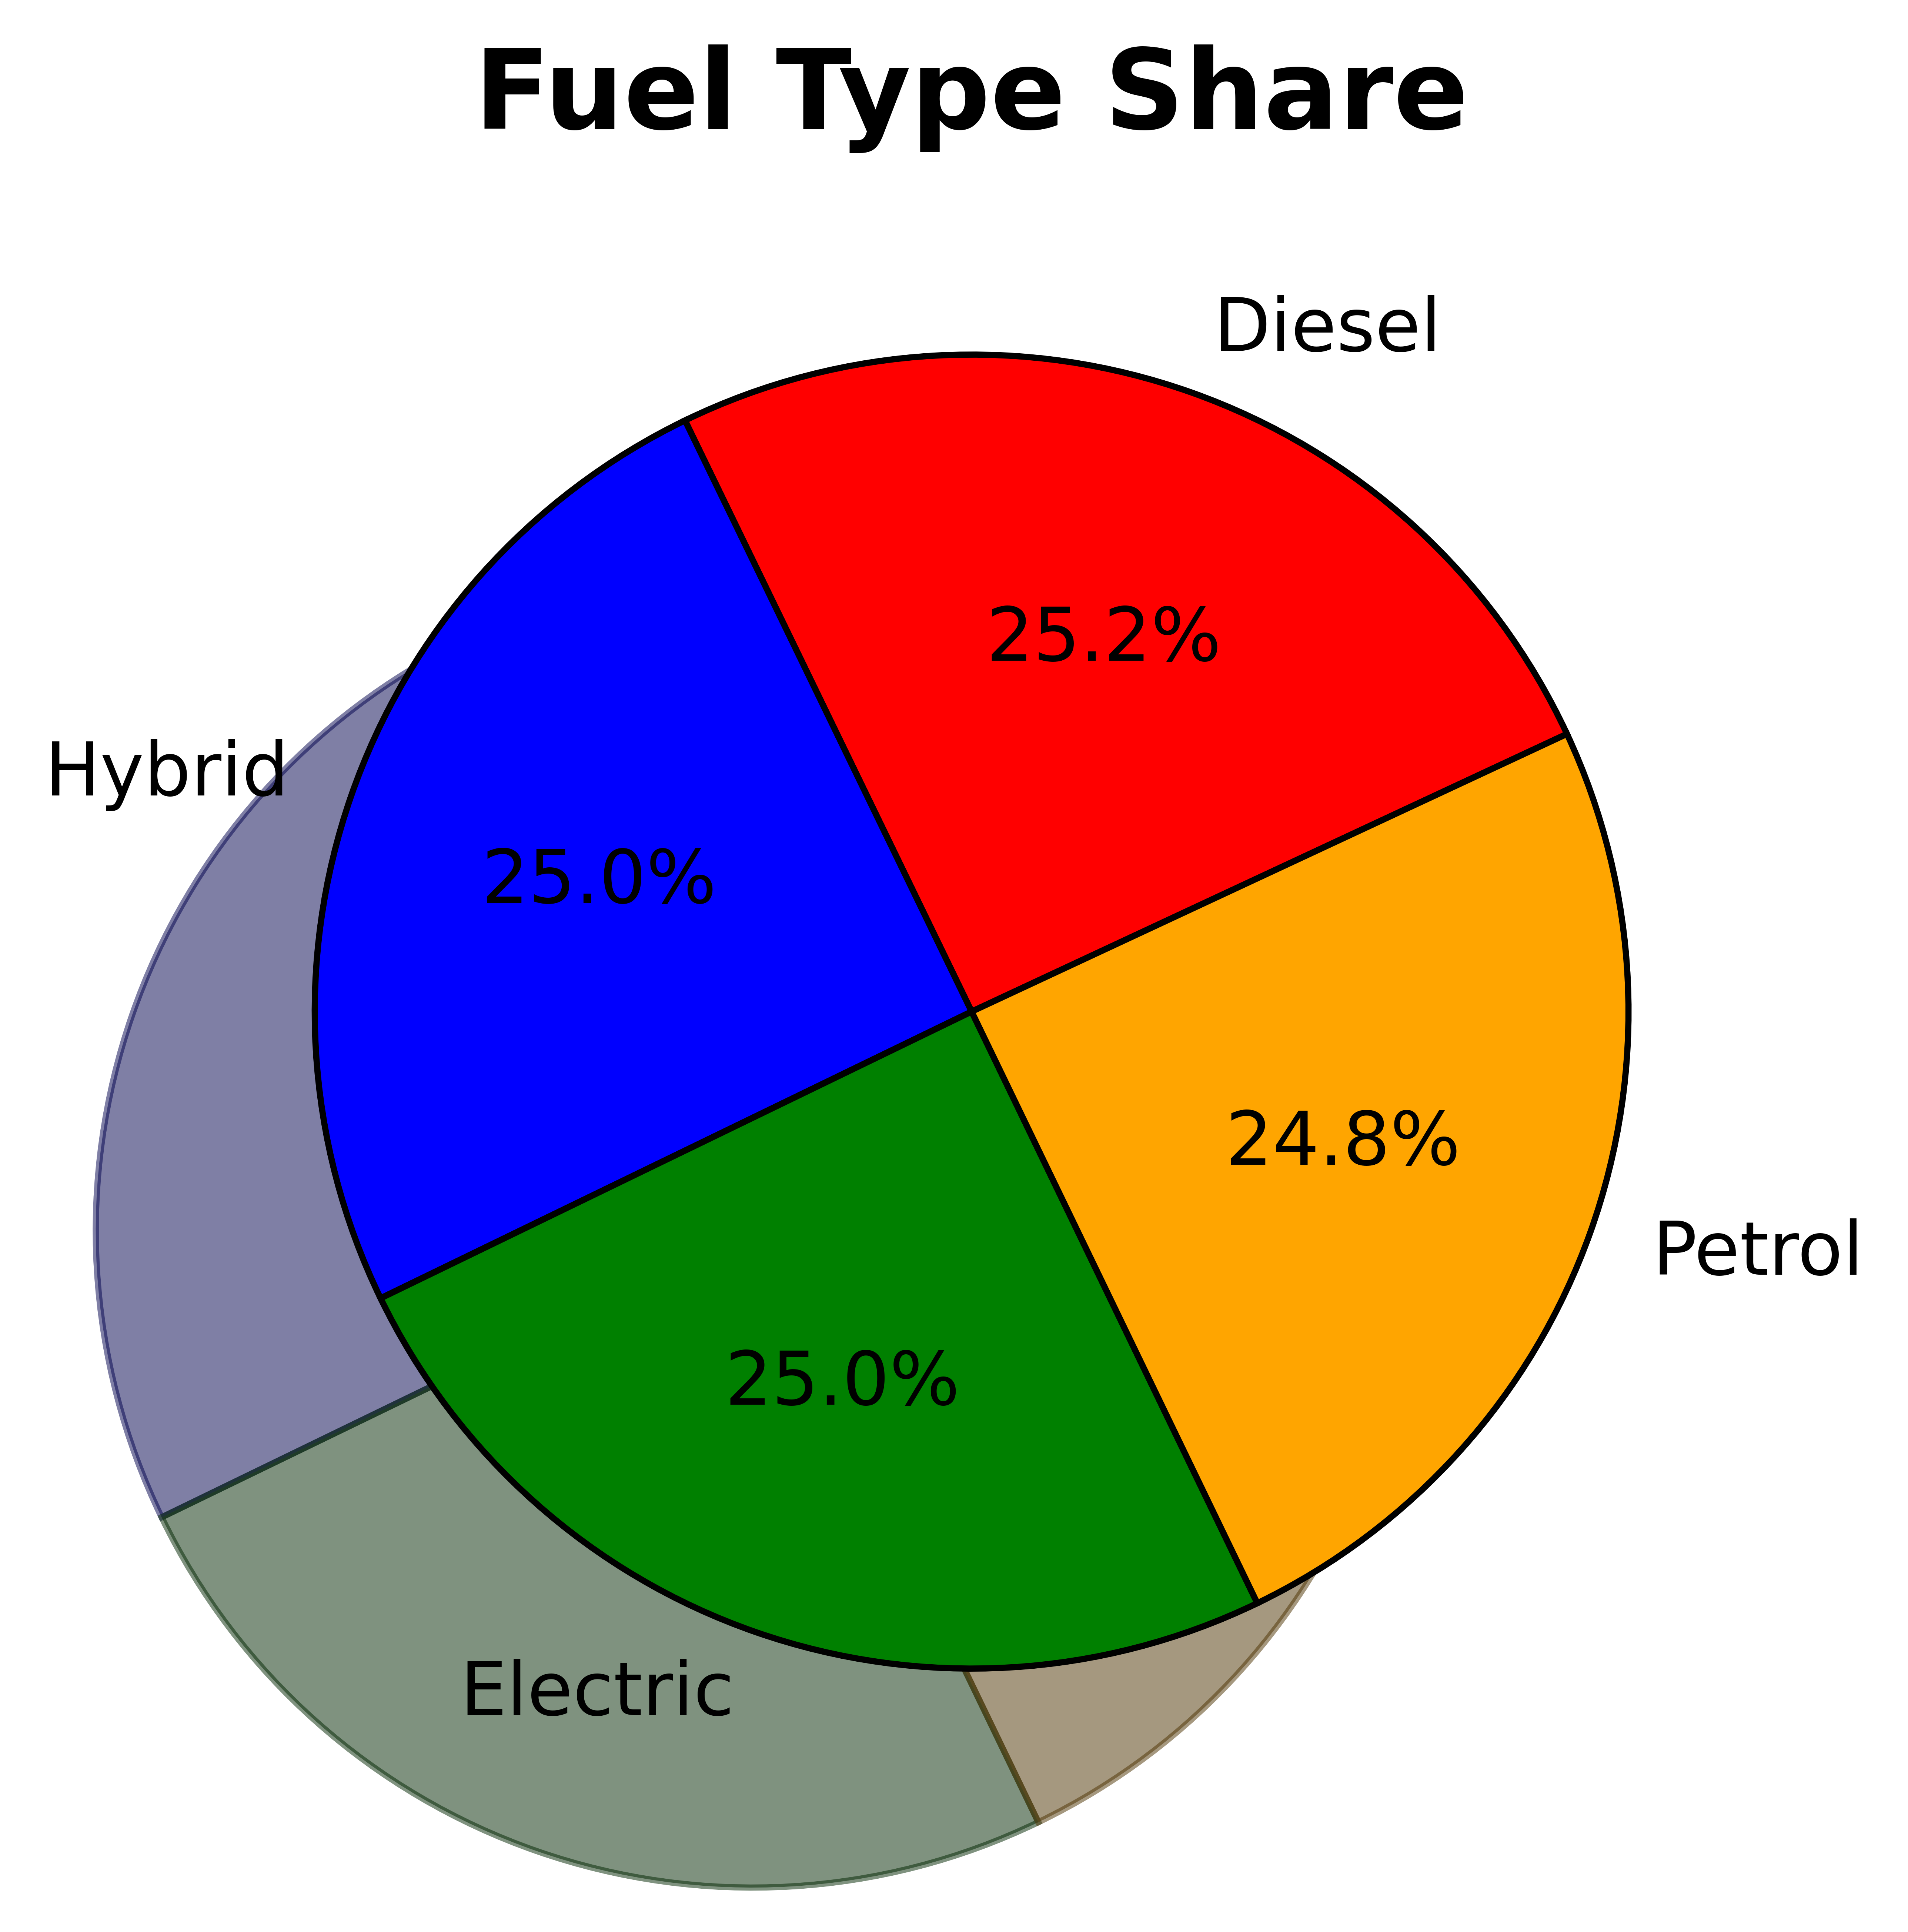 Fuel Type Share
Diesel
25.2%
Hybrid
25.0%
24.8%
Petrol
25.0%
Electric